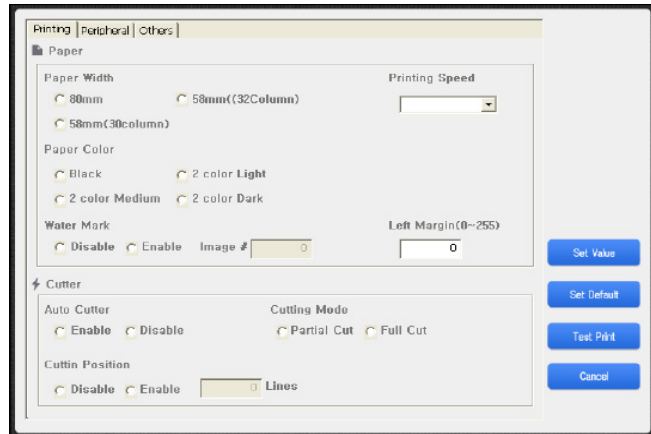 Printing Peripheral Others
Paper
Paper Width Printing Speed
80mm 58mm((32Column)
58mm(30column)
Paper Color
Black 2 color Light
2 color Medium 2 color Dark
Water Mark Left Margin(0~255)
Disable Enable Image # 0 0
Set Value
Cutter
Set Default
Auto Cutter Cutting Mode
Enable Disable Partial Cut Full Cut
Test Print
Cuttin Position
Cancel
Disable Enable 0 Lines